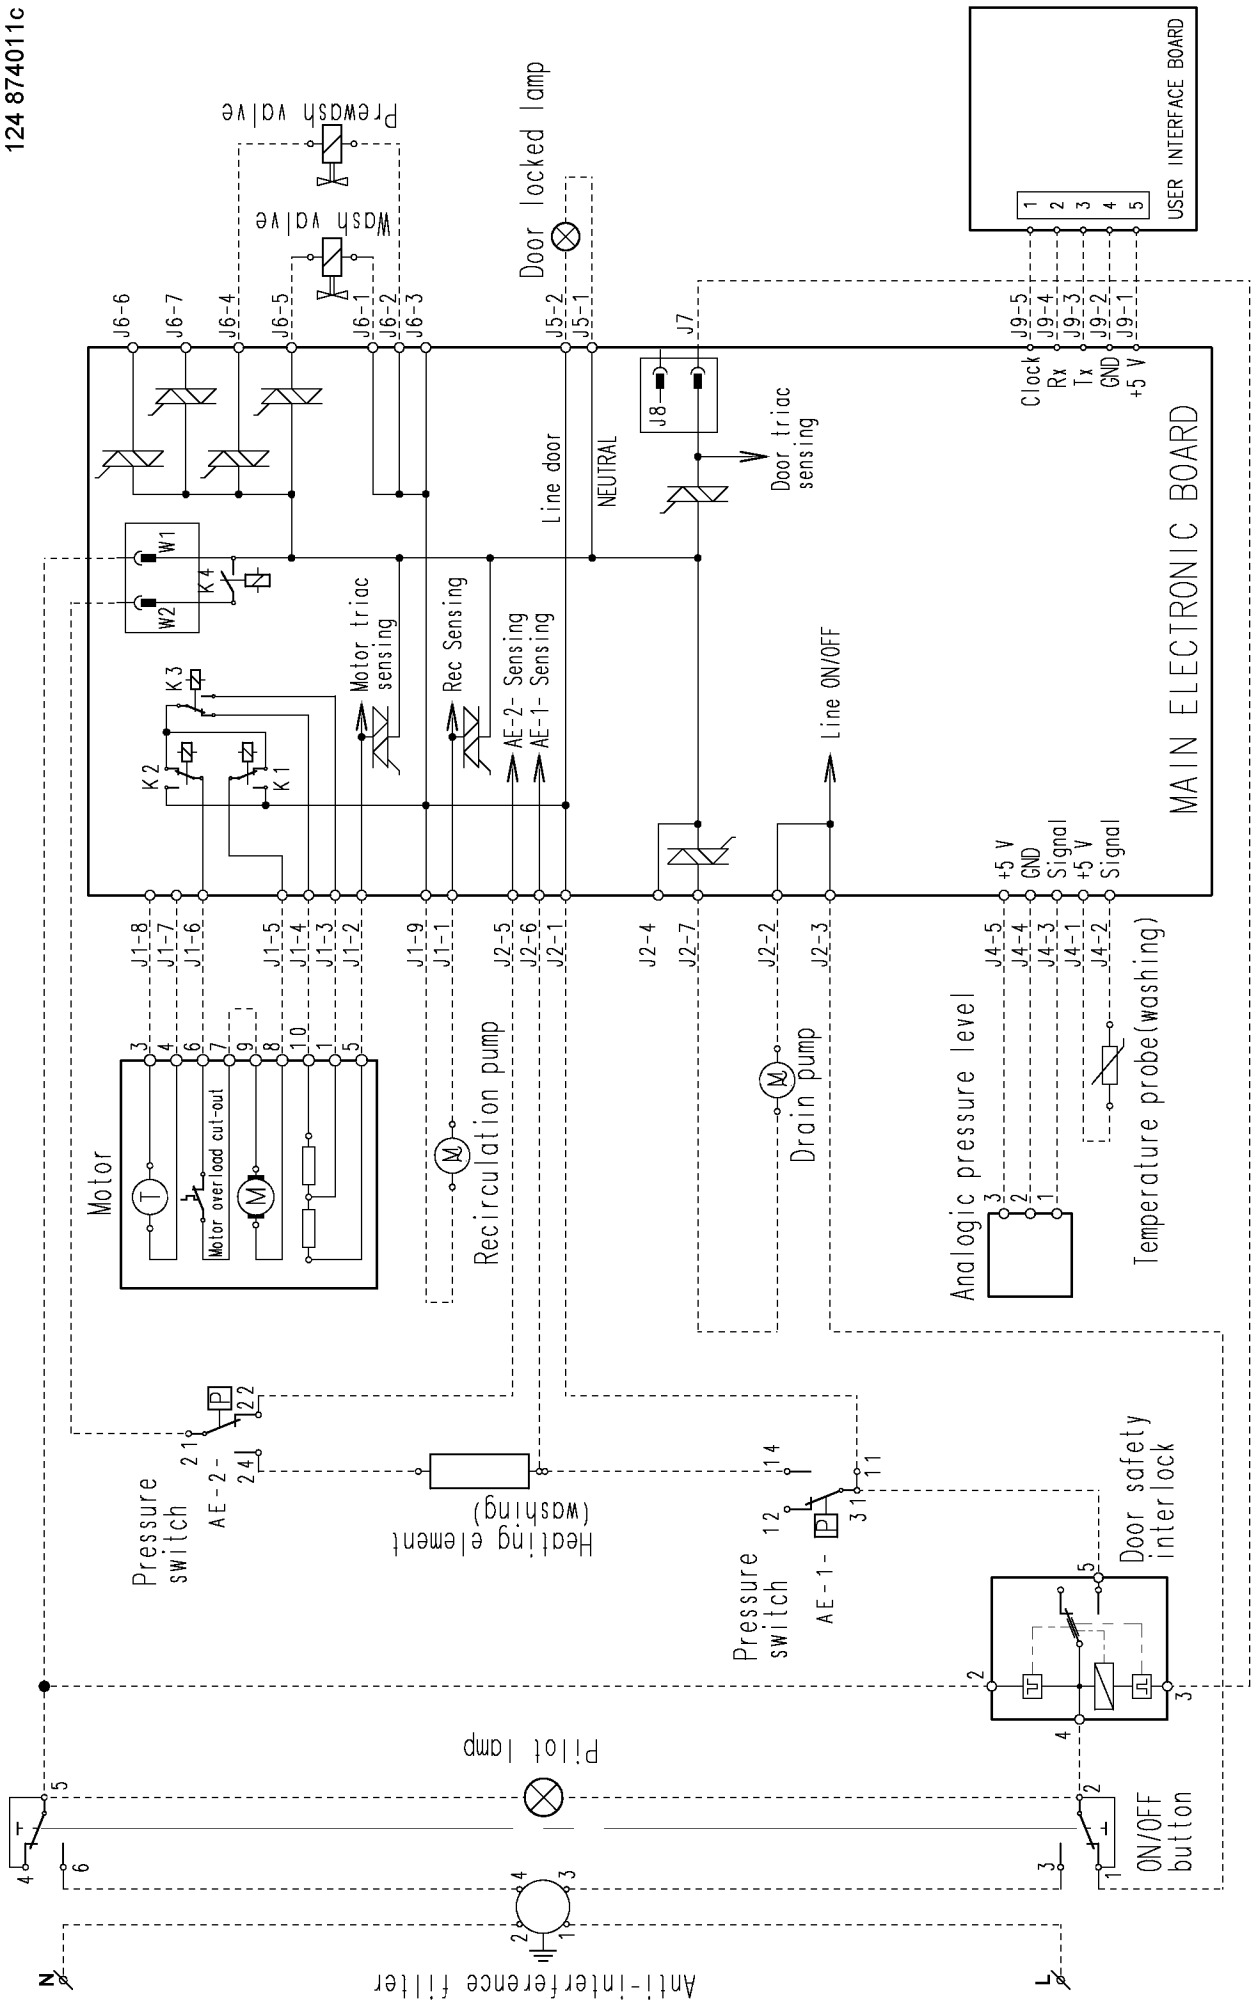 124 874011c
Prewash valve
Wash valve
Door locked lamp
USER INTERFACE BOARD
1
2
3
4
5
J6-6
J6-7
J6-4
J6-5
J6-1
J6-2
J6-3
J5-2
J5-1
J7
J9-5
J9-4
J9-3
J9-2
J9-1
Clock
Rx
Tx
GND
+5 V
J8
Door triac
sensing
Line door
NEUTRAL
W1
W2
K4
K3
K2
K1
Motor triac
sensing
Rec Sensing
AE-2- Sensing
AE-1- Sensing
Line ON/OFF
MAIN ELECTRONIC BOARD
+5 V
GND
Signal
+5 V
Signal
J1-8
J1-7
J1-6
J1-5
J1-4
J1-3
J1-2
J1-9
J1-1
J2-5
J2-6
J2-1
J2-4
J2-7
J2-2
J2-3
J4-5
J4-4
J4-3
J4-1
J4-2
3
4
6
7
9
8
10
1
5
Motor
T
Motor overload cut-out
M
M
Recirculation pump
M
Drain pump
Analogic pressure level
3
2
1
Temperature probe(washing)
P
21
22
24
Pressure
switch
AE-2-
Heating element
(washing)
14
12
11
31
P
Pressure
switch
AE-1-
Door safety
interlock
5
2
3
4
Pilot lamp
5
4
6
2
3
1
ON/OFF
button
4
3
2
1
N
L
Anti-interference filter